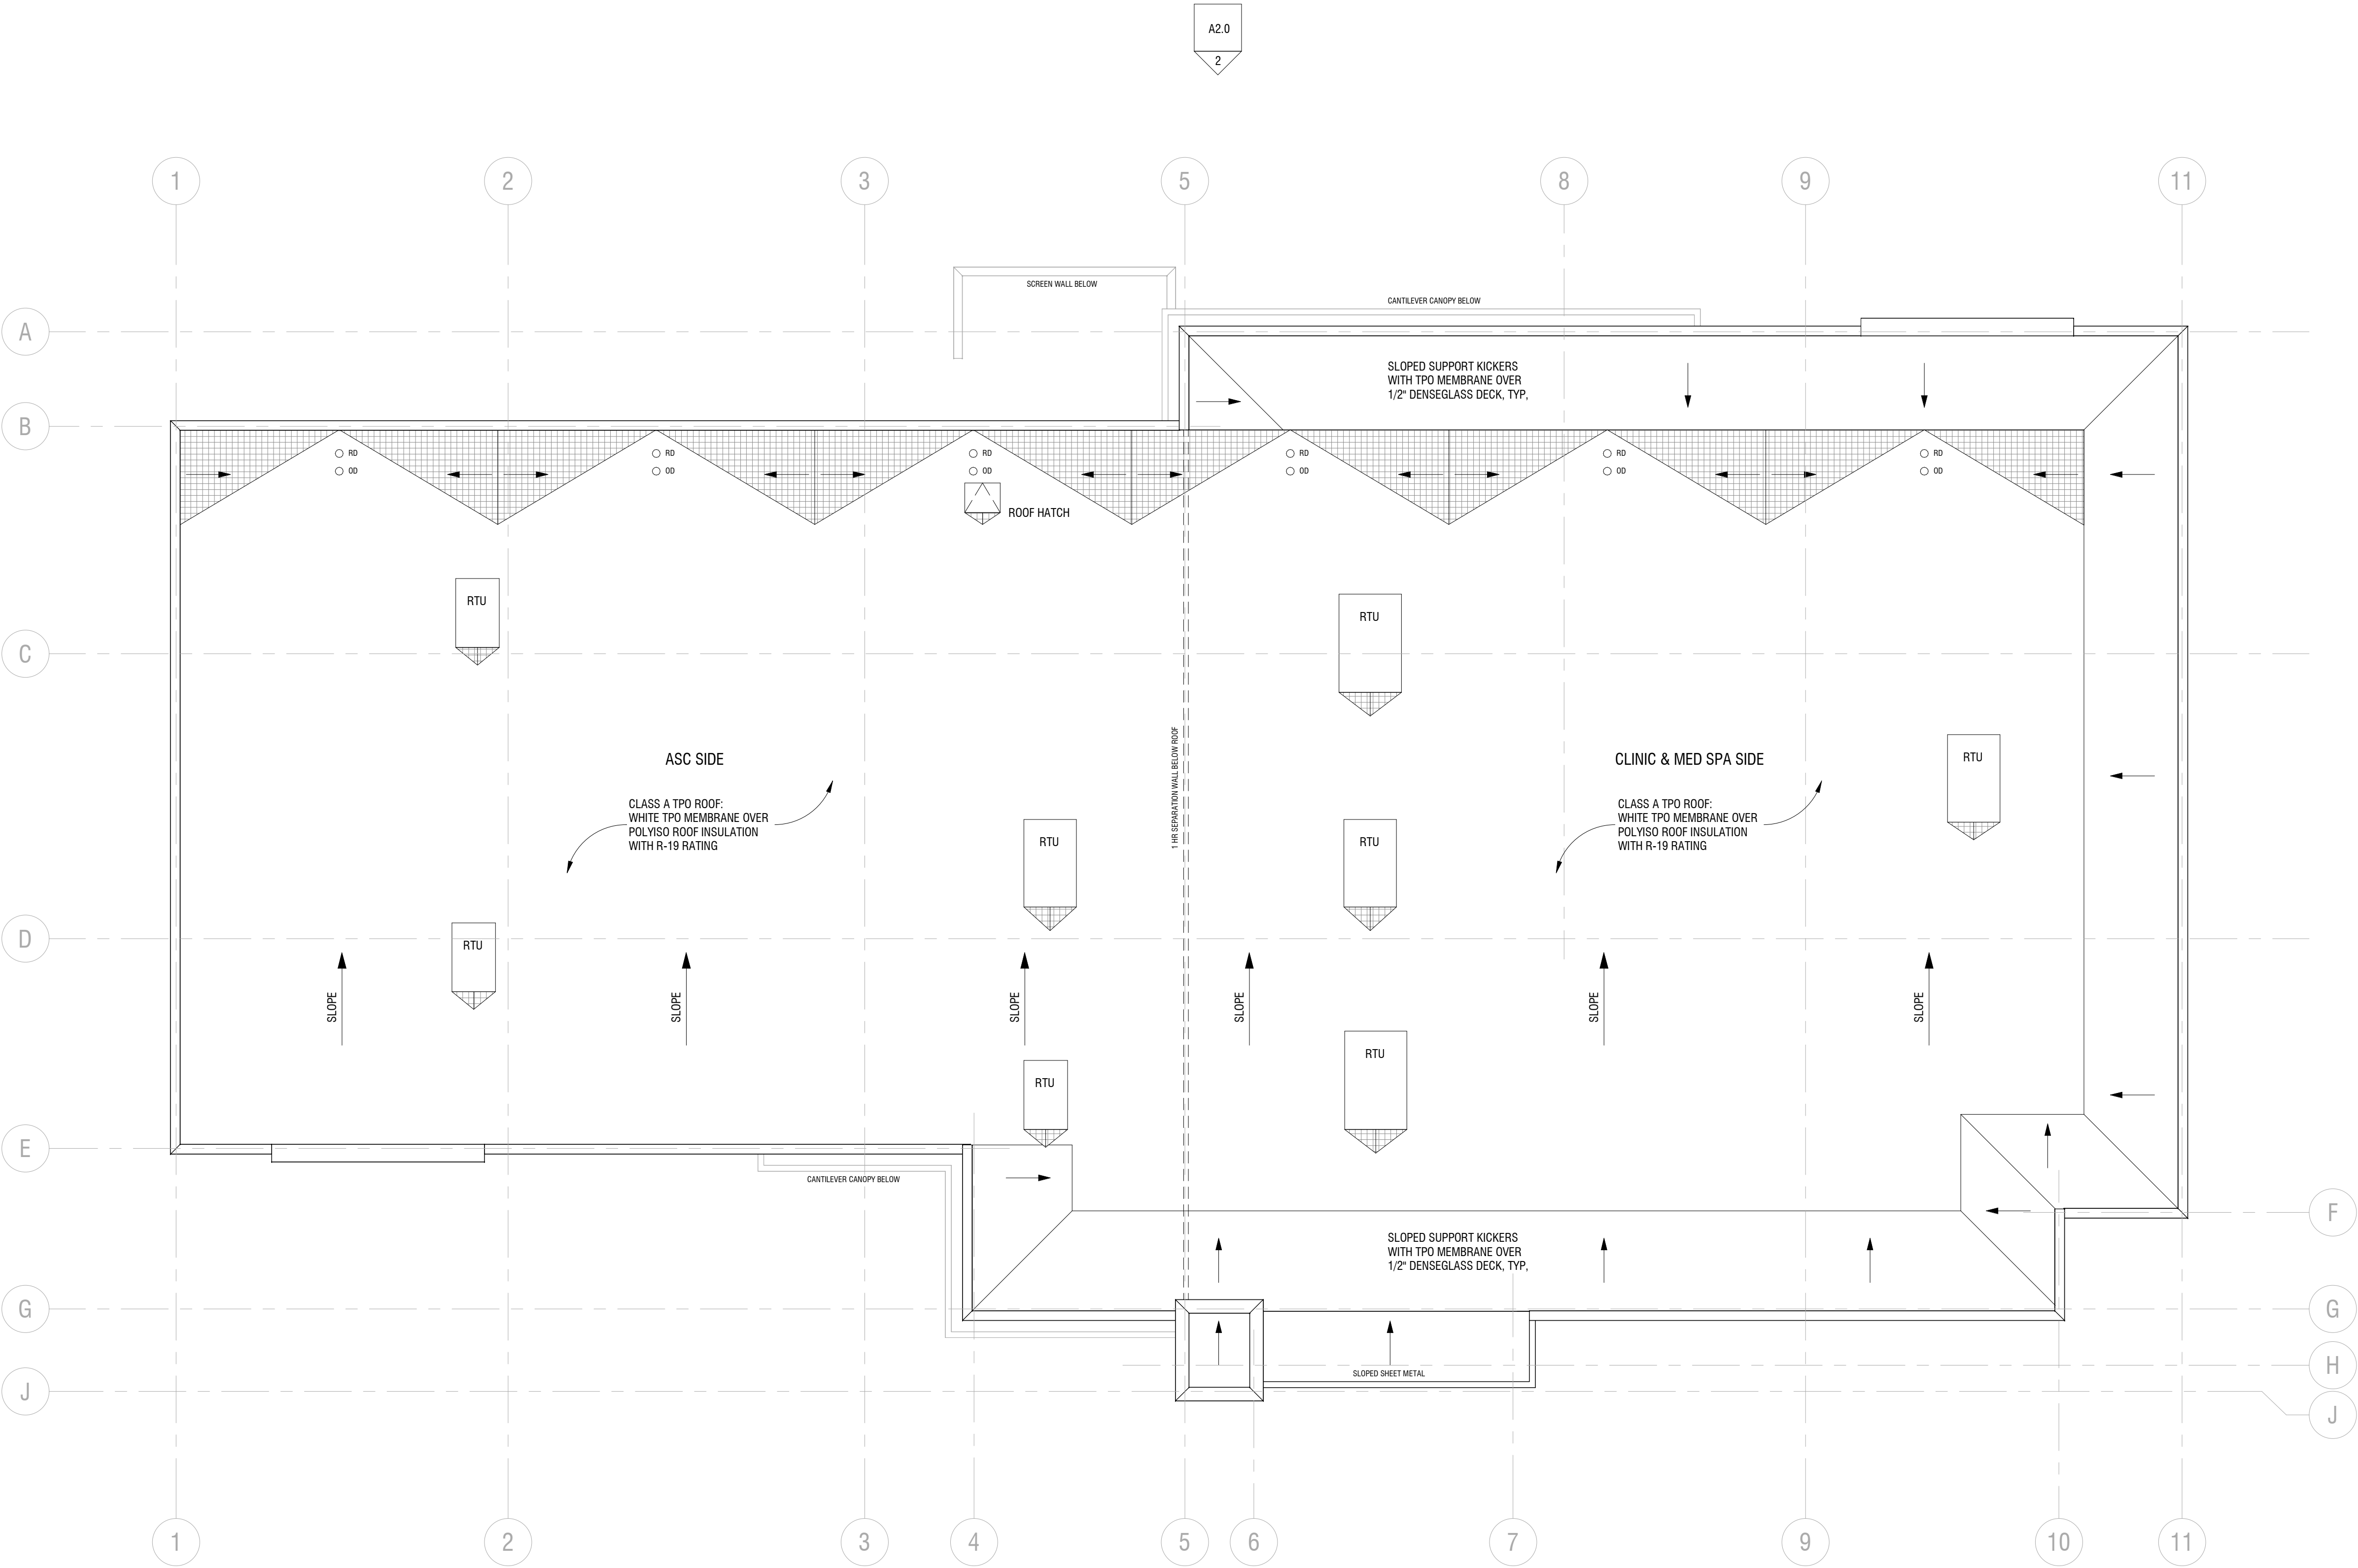 A2.0
2
1
2
3
5
8
9
11
SCREEN WALL BELOW
CANTILEVER CANOPY BELOW
A
SLOPED SUPPORT KICKERS
WITH TPO MEMBRANE OVER
1/2" DENSEGLASS DECK, TYP,
B
RD
OD
RD
OD
RD
OD
RD
OD
RD
OD
RD
OD
ROOF HATCH
RTU
RTU
C
ASC SIDE
CLASS A TPO ROOF:
WHITE TPO MEMBRANE OVER
POLYISO ROOF INSULATION
WITH R-19 RATING
1 HR SEPARATION WALL BELOW ROOF
CLINIC & MED SPA SIDE
CLASS A TPO ROOF:
WHITE TPO MEMBRANE OVER
POLYISO ROOF INSULATION
WITH R-19 RATING
RTU
RTU
RTU
D
RTU
SLOPE
SLOPE
SLOPE
SLOPE
SLOPE
SLOPE
RTU
RTU
E
CANTILEVER CANOPY BELOW
F
SLOPED SUPPORT KICKERS
WITH TPO MEMBRANE OVER
1/2" DENSEGLASS DECK, TYP,
G
G
H
SLOPED SHEET METAL
J
J
1
2
3
4
5
6
7
9
10
11